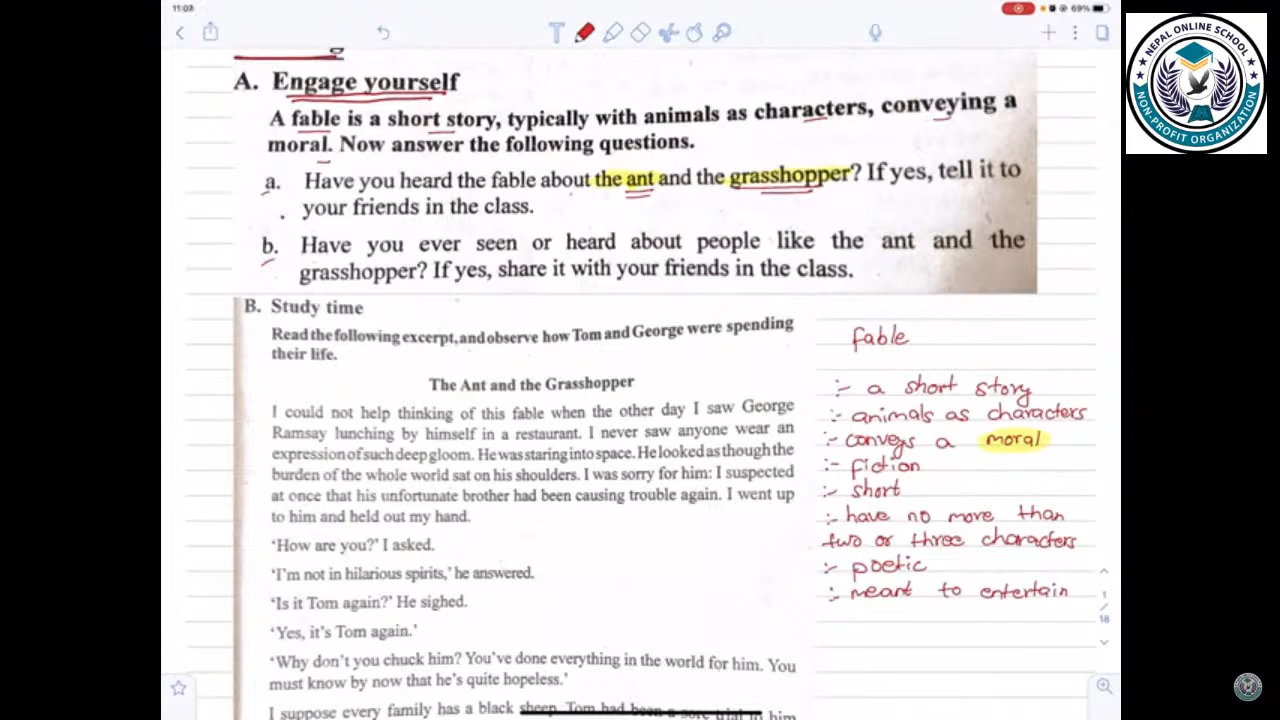 11:03
69%
NEPAL ONLINE SCHOOL
NON-PROFIT ORGANIZATION
A. Engage yourself
A fable is a short story, typically with animals as characters, conveying a
moral. Now answer the following questions.
a. Have you heard the fable about the ant and the grasshopper? If yes, tell it to
your friends in the class.
b. Have you ever seen or heard about people like the ant and the
grasshopper? If yes, share it with your friends in the class.
B. Study time
Read the following excerpt, and observe how Tom and George were spending
their life.
The Ant and the Grasshopper
I could not help thinking of this fable when the other day I saw George
Ramsay lunching by himself in a restaurant. I never saw anyone wear an
expression of such deep gloom. He was staring into space. He looked as though the
burden of the whole world sat on his shoulders. I was sorry for him: I suspected
at once that his unfortunate brother had been causing trouble again. I went up
to him and held out my hand.
‘How are you?’ I asked.
‘I’m not in hilarious spirits,’ he answered.
‘Is it Tom again?’ He sighed.
‘Yes, it’s Tom again.’
‘Why don’t you chuck him? You’ve done everything in the world for him. You
must know by now that he’s quite hopeless.’
I suppose every family has a black sheep. Tom had been a sore trial to him
fable
:- a short story
:- animals as characters
:- conveys a moral
:- fiction
:- short
:- have no more than
two or three characters
:- poetic
:- meant to entertain
1
/
18